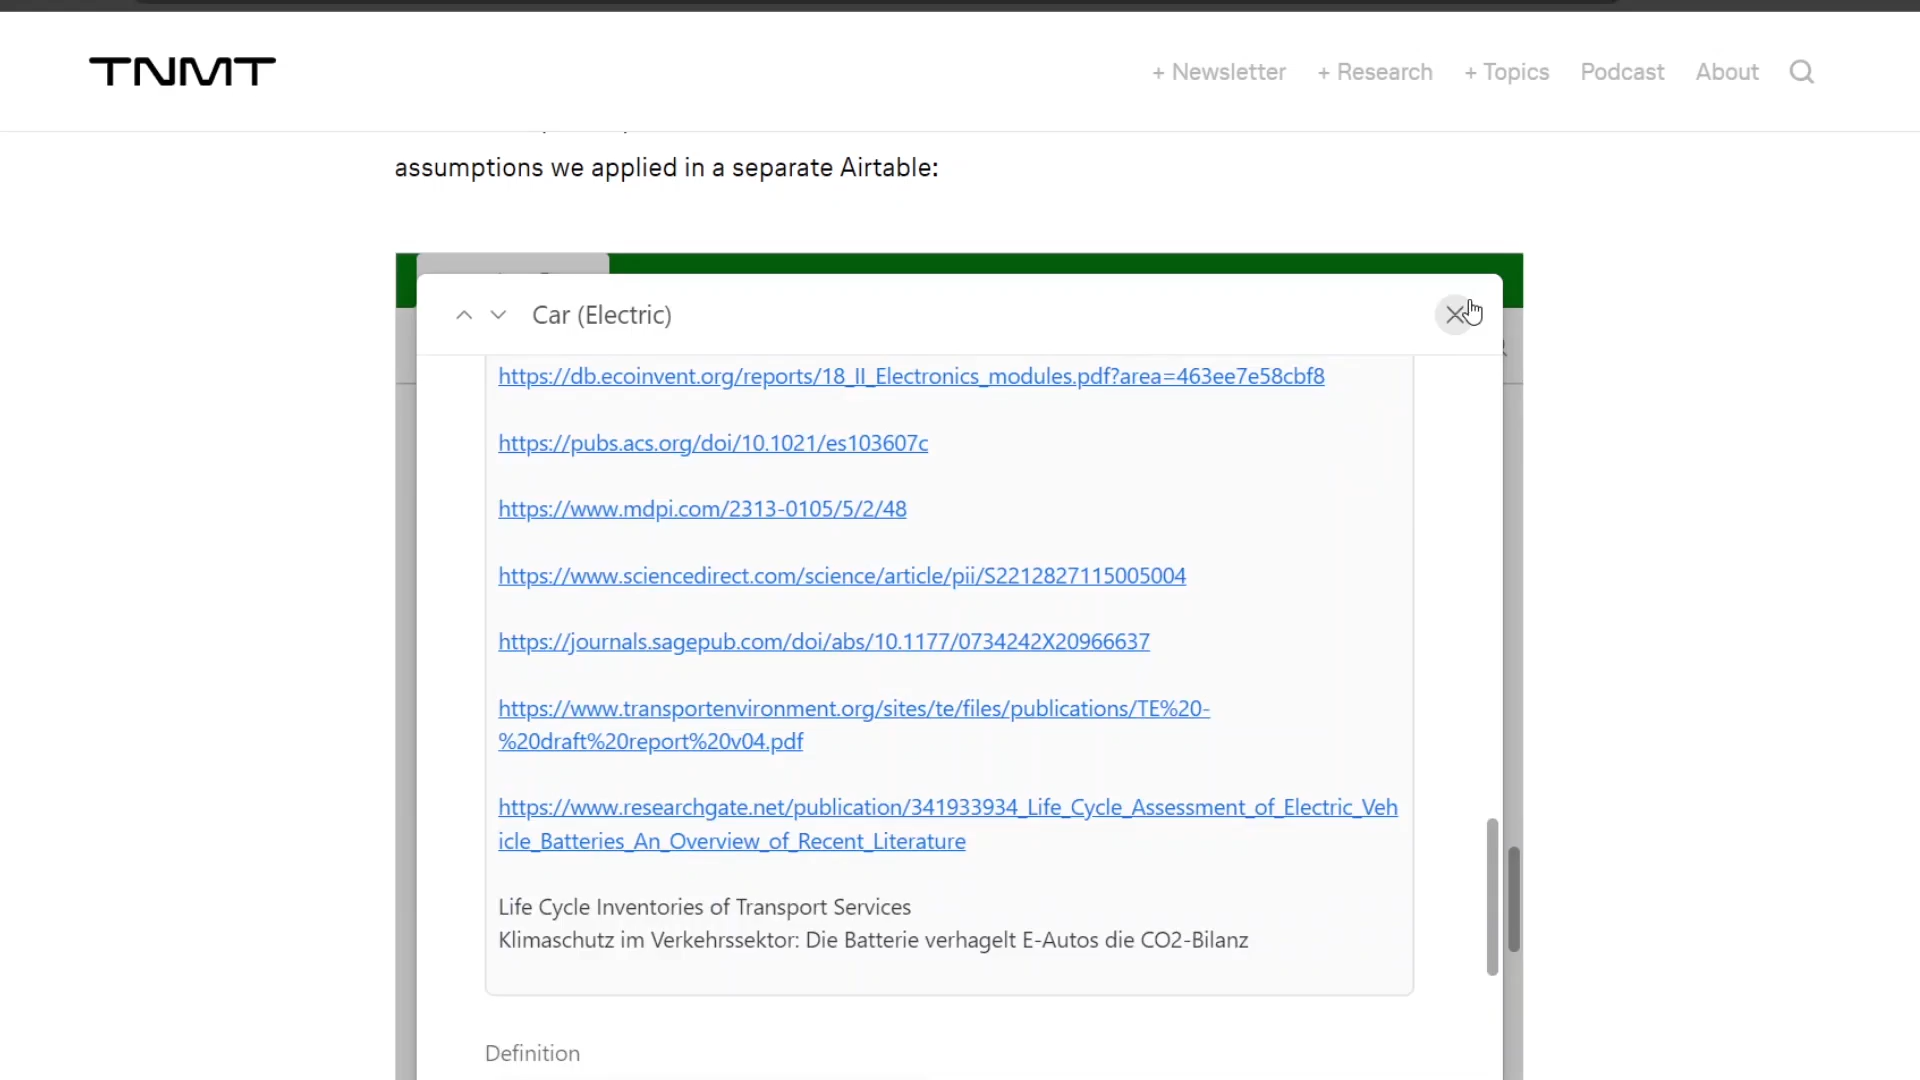 TNMT
+ Newsletter
+ Research
+ Topics
Podcast
About
assumptions we applied in a separate Airtable:
Car (Electric)
https://db.ecoinvent.org/reports/18_II_Electronics_modules.pdf?area=463ee7e58cbf8
https://pubs.acs.org/doi/10.1021/es103607c
https://www.mdpi.com/2313-0105/5/2/48
https://www.sciencedirect.com/science/article/pii/S2212827115005004
https://journals.sagepub.com/doi/abs/10.1177/0734242X20966637
https://www.transportenvironment.org/sites/te/files/publications/TE%20-
%20draft%20report%20v04.pdf
https://www.researchgate.net/publication/341933934_Life_Cycle_Assessment_of_Electric_Veh
icle_Batteries_An_Overview_of_Recent_Literature
Life Cycle Inventories of Transport Services
Klimaschutz im Verkehrssektor: Die Batterie verhagelt E-Autos die CO2-Bilanz
Definition